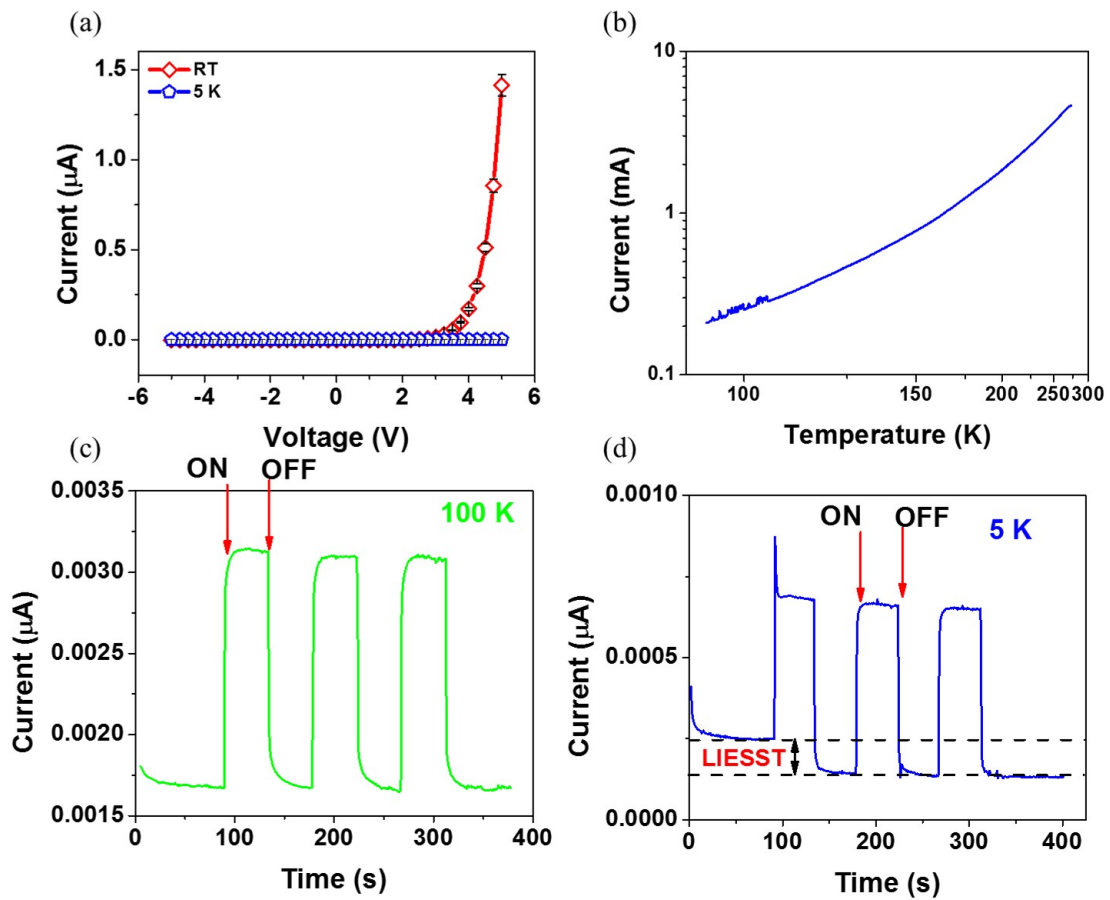 (a)
RT
5 K
1.5
1.0
0.5
0.0
-6
-4
-2
0
2
4
6
Current (μA)
Voltage (V)
(b)
10
1
0.1
100
150
200
250
300
Current (mA)
Temperature (K)
(c)
ON
OFF
100 K
0.0035
0.0030
0.0025
0.0020
0.0015
0
100
200
300
400
Current (μA)
Time (s)
(d)
ON
OFF
5 K
LIESST
0.0010
0.0005
0.0000
0
100
200
300
400
Current (μA)
Time (s)